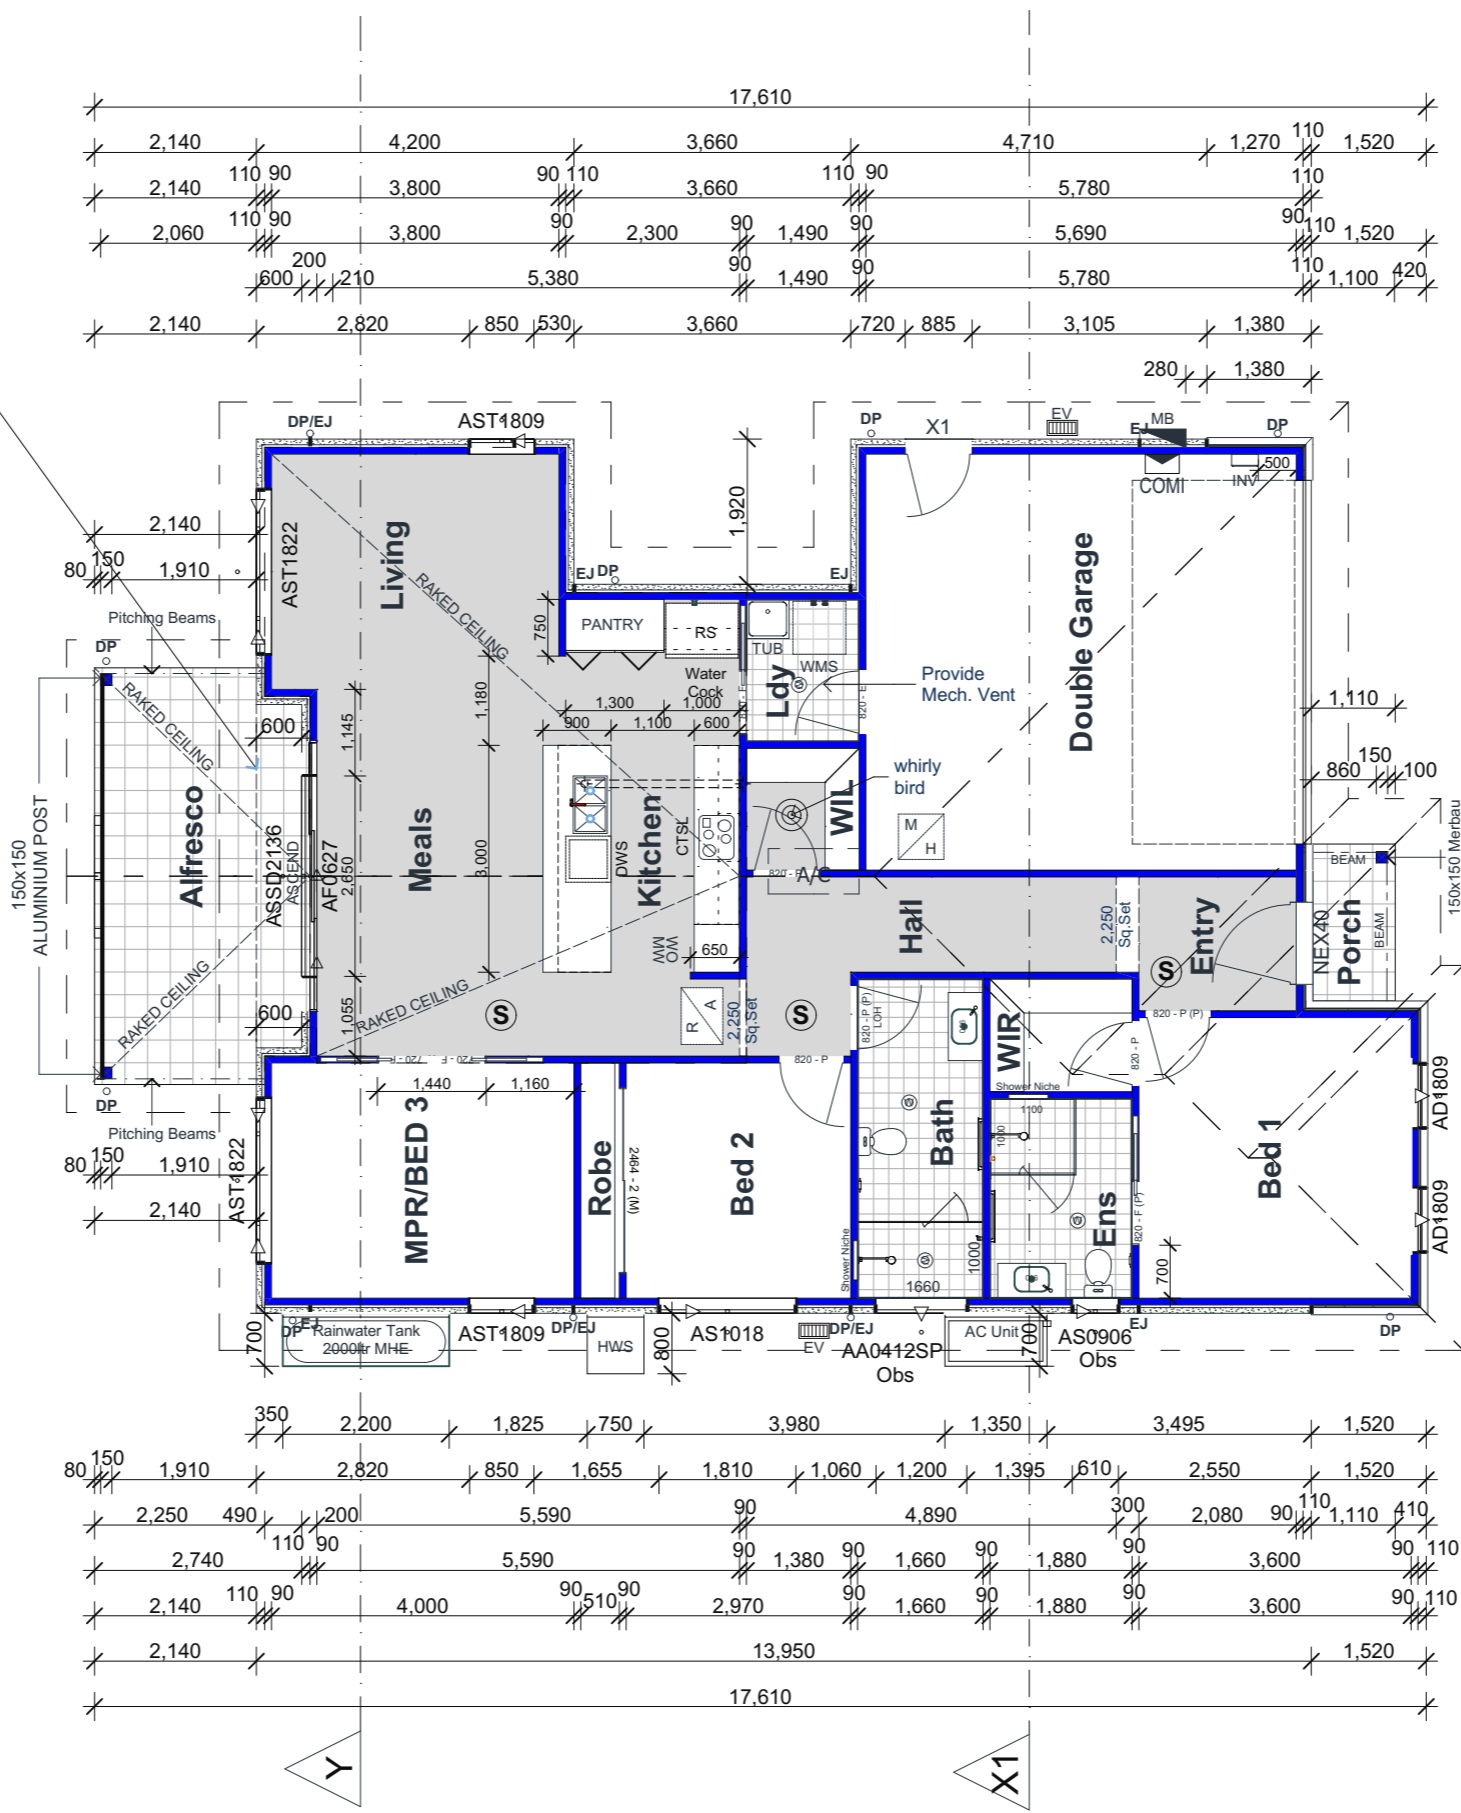 17,610
2,140 4,200 3,660 4,710 1,270 110 1,520
2,140 110 90 3,800 90 110 3,660 110 90 5,780 110
2,060 110 90 3,800 90 2,300 90 1,490 90 5,690 90 110 1,520
600 200 210 5,380 90 1,490 90 5,780 110 1,100 420
2,140 2,820 850 530 3,660 720 885 3,105 1,380
280 1,380
DP/EJ AST1809 DP X1 EV EJ MB DP
COMI INV 500
2,140
1,920
80 150 1,910
AST1822
Living
RAKED CEILING
EJ DP EJ
Pitching Beams
DP
750
PANTRY RS
TUB WMS
Ldy
820 - F
820 - E
Water
Cock
Provide
Mech. Vent
Double Garage
1,300 1,000
900 1,100 600
1,180
1,145
1,110
150
860 100
150x150
ALUMINIUM POST
RAKED CEILING
600
Alfresco
ASSD2136
ASCEND
2,650
AF0627
Meals
3,000
DWS
Kitchen
CTSL
WIL
whirly
bird
M
H
820 - P
A/C
BEAM
BEAM
150x150 Merbau
Porch
NEX40
Hall
2,250
Sq.Set
Entry
S
WO
MW
650
RAKED CEILING
600
1,055
RAKED CEILING
S
R A
2,250
Sq.Set
S
820 - P (P)
LOH
WIR
820 - P
820 - P (P)
720 - F
720 - F
820 - P
DP
Pitching Beams
1,440 1,160
80 150 1,910
2,140
AST1822
MPR/BED 3
Robe
2464 - 2 (M)
Bed 2
Bath
Shower Niche
1660
1000
Shower Niche
1100
1000
Ens
820 - F (P)
700
Bed 1
AD1809
AD1809
700
DP EJ
Rainwater Tank
2000ltr MHE
AST1809
DP/EJ
HWS
800
AS1018
EV
DP/EJ
AA0412SP
Obs
AC Unit
700
AS0906
Obs
EJ
DP
350 2,200 1,825 750 3,980 1,350 3,495 1,520
80 150 1,910 2,820 850 1,655 1,810 1,060 1,200 1,395 610 2,550 1,520
2,250 490 200 5,590 90 4,890 300 2,080 90 110 1,110 410
2,740 110 90 5,590 90 1,380 90 1,660 90 1,880 90 3,600 90 110
2,140 110 90 4,000 90 510 90 2,970 90 1,660 90 1,880 90 3,600 90 110
2,140 13,950 1,520
17,610
Y X1